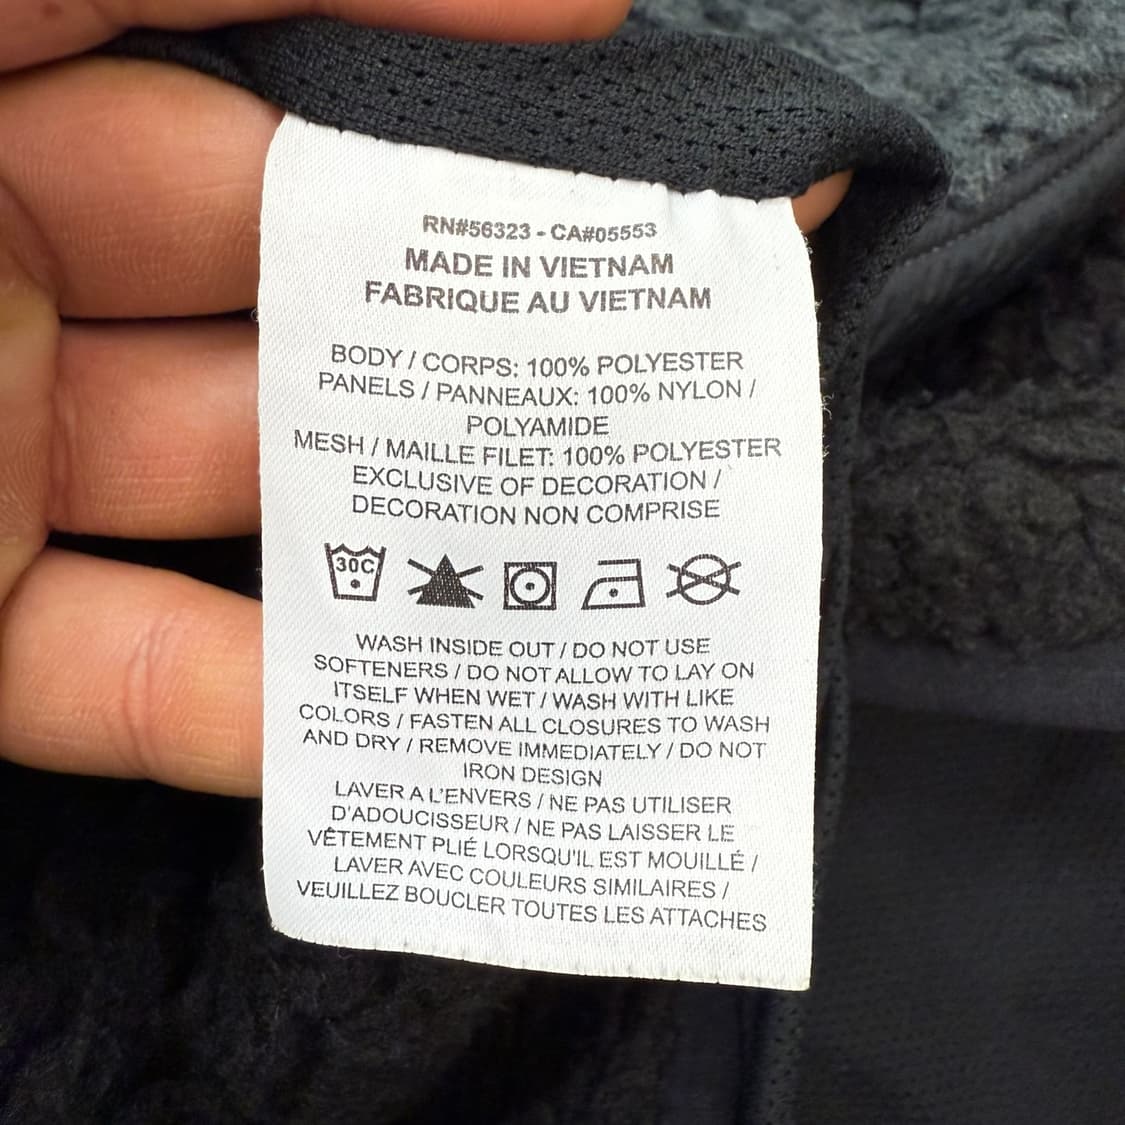 RN#56323 - CA#05553
MADE IN VIETNAM
FABRIQUE AU VIETNAM
BODY / CORPS: 100% POLYESTER
PANELS / PANNEAUX: 100% NYLON /
POLYAMIDE
MESH / MAILLE FILET: 100% POLYESTER
EXCLUSIVE OF DECORATION /
DECORATION NON COMPRISE
30C
WASH INSIDE OUT / DO NOT USE
SOFTENERS / DO NOT ALLOW TO LAY ON
ITSELF WHEN WET / WASH WITH LIKE
COLORS / FASTEN ALL CLOSURES TO WASH
AND DRY / REMOVE IMMEDIATELY / DO NOT
IRON DESIGN
LAVER A L'ENVERS / NE PAS UTILISER
D'ADOUCISSEUR / NE PAS LAISSER LE
VÊTEMENT PLIÉ LORSQU'IL EST MOUILLÉ /
LAVER AVEC COULEURS SIMILAIRES /
VEUILLEZ BOUCLER TOUTES LES ATTACHES